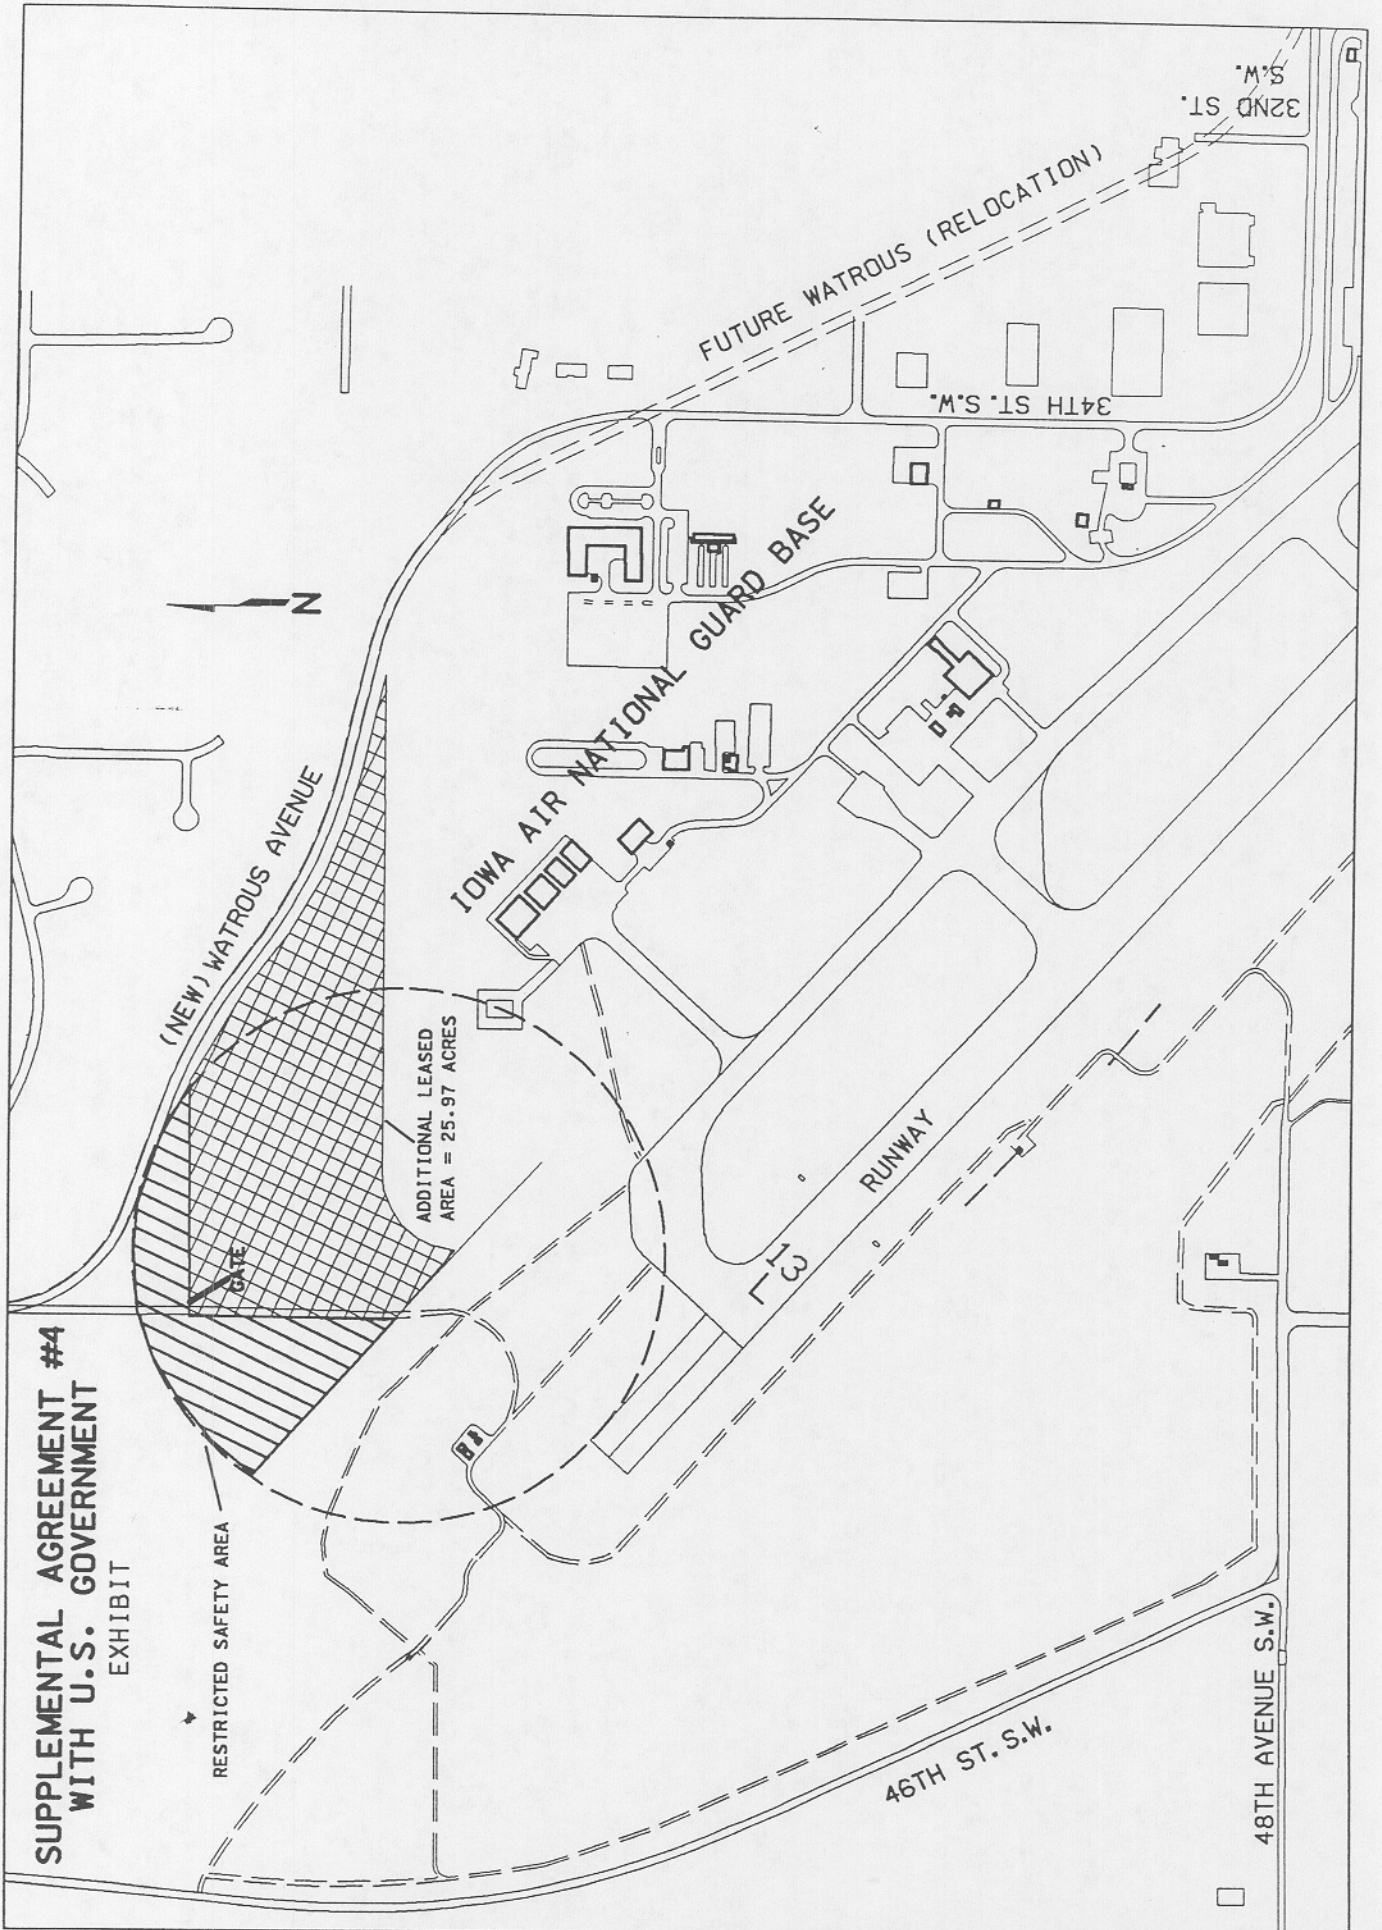 SUPPLEMENTAL AGREEMENT #4
WITH U.S. GOVERNMENT
EXHIBIT
RESTRICTED SAFETY AREA
GATE
(NEW) WATROUS AVENUE
ADDITIONAL LEASED
AREA = 25.97 ACRES
N
IOWA AIR NATIONAL GUARD BASE
FUTURE WATROUS (RELOCATION)
32ND ST.
S.W.
34TH ST. S.W.
RUNWAY
13
L
46TH ST. S.W.
48TH AVENUE S.W.